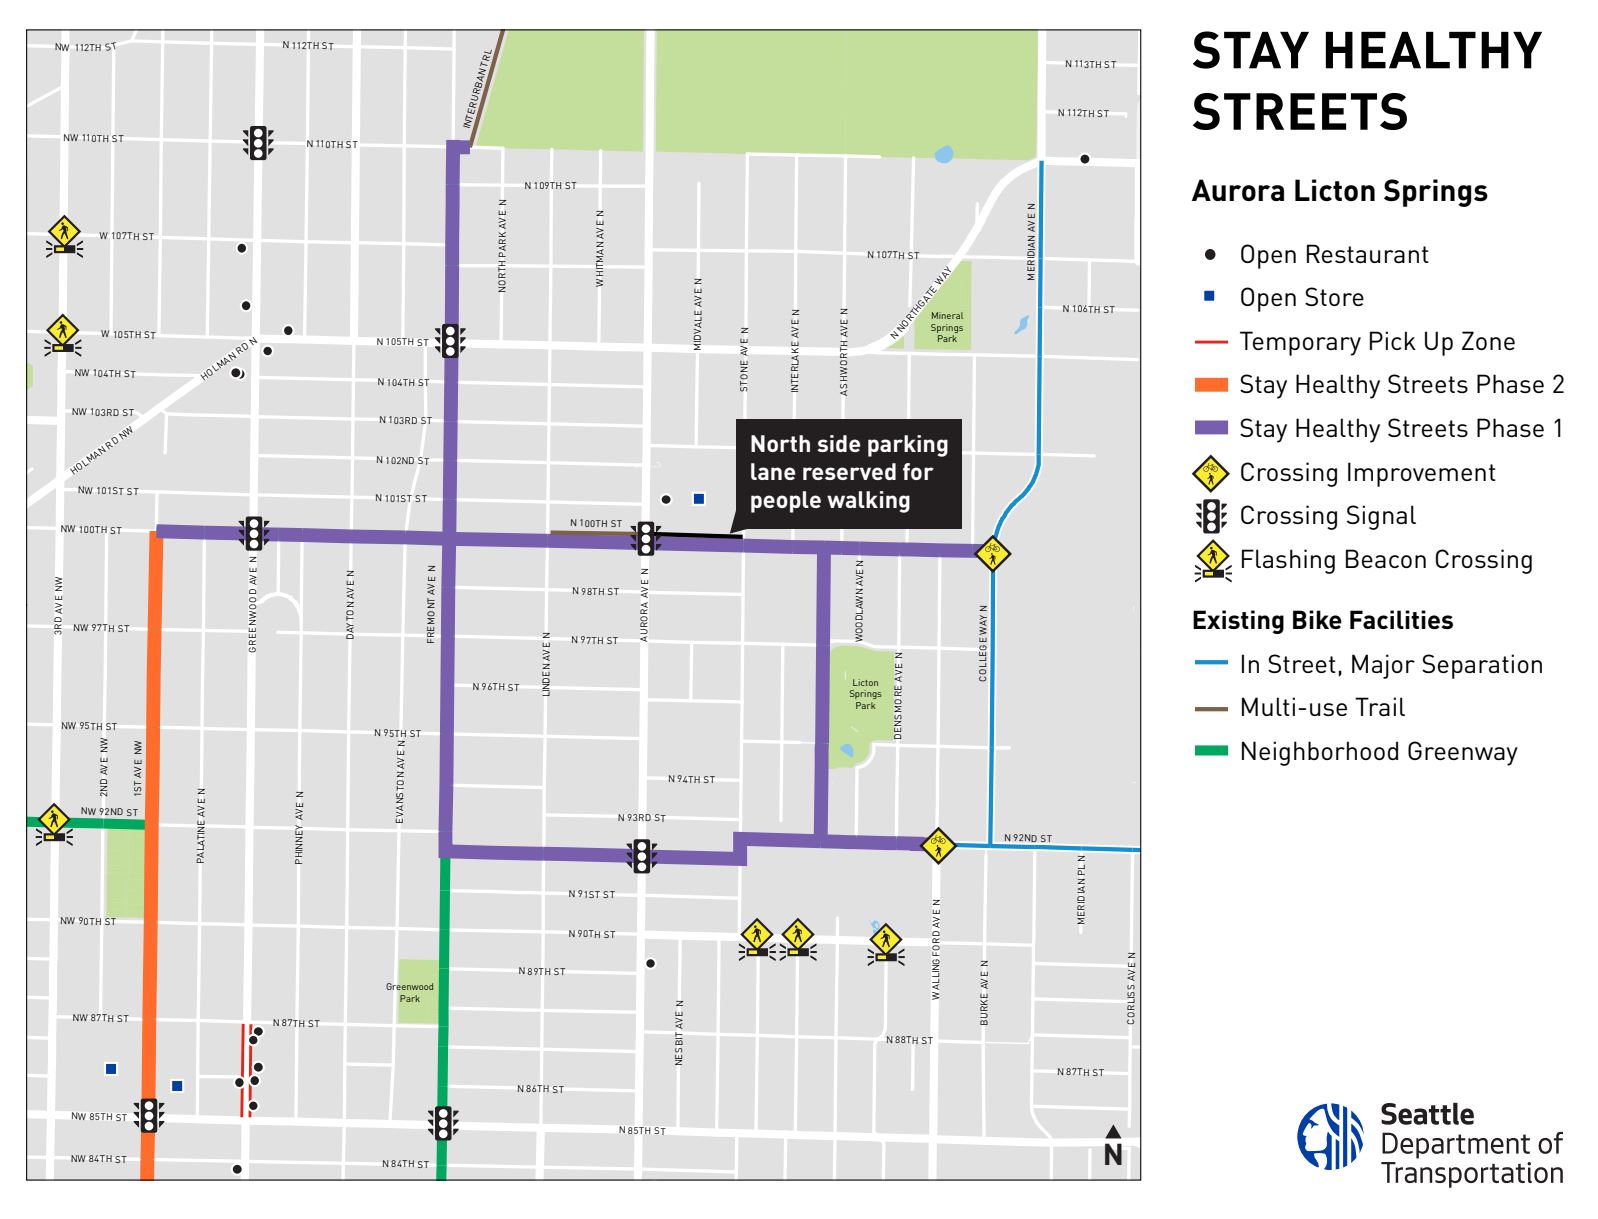 STAY HEALTHY
STREETS
Aurora Licton Springs
Open Restaurant
Open Store
Temporary Pick Up Zone
Stay Healthy Streets Phase 2
Stay Healthy Streets Phase 1
Crossing Improvement
Crossing Signal
Flashing Beacon Crossing
Existing Bike Facilities
In Street, Major Separation
Multi-use Trail
Neighborhood Greenway
Seattle
Department of
Transportation
NW 112TH ST
N 112TH ST
INTERURBAN TRL
N 113TH ST
N 112TH ST
NW 110TH ST
N 110TH ST
N 109TH ST
W 107TH ST
NORTH PARK AVE N
WHITMAN AVE N
N 107TH ST
MERIDIAN AVE N
MIDVALE AVE N
STONE AVE N
INTERLAKE AVE N
ASHWORTH AVE N
N NORTHGATE WAY
Mineral
Springs
Park
N 106TH ST
W 105TH ST
N 105TH ST
HOLMAN RD N
NW 104TH ST
N 104TH ST
NW 103RD ST
N 103RD ST
HOLMAN RD NW
N 102ND ST
NW 101ST ST
N 101ST ST
North side parking
lane reserved for
people walking
NW 100TH ST
N 100TH ST
3RD AVE NW
GREENWOOD AVE N
DAYTON AVE N
FREMONT AVE N
AURORA AVE N
WOODLAWN AVE N
COLLEGE WAY N
N 98TH ST
NW 97TH ST
N 97TH ST
LINDEN AVE N
N 96TH ST
Licton
Springs
Park
DENSMORE AVE N
NW 95TH ST
N 95TH ST
2ND AVE NW
1ST AVE NW
EVANSTON AVE N
N 94TH ST
PALATINE AVE N
PHINNEY AVE N
NW 92ND ST
N 93RD ST
N 92ND ST
MERIDIAN PL N
N 91ST ST
NW 90TH ST
N 90TH ST
WALLINGFORD AVE N
N 89TH ST
BURKE AVE N
CORLISS AVE N
Greenwood
Park
NW 87TH ST
N 87TH ST
NESBIT AVE N
N 88TH ST
N 87TH ST
N 86TH ST
NW 85TH ST
N 85TH ST
NW 84TH ST
N 84TH ST
N